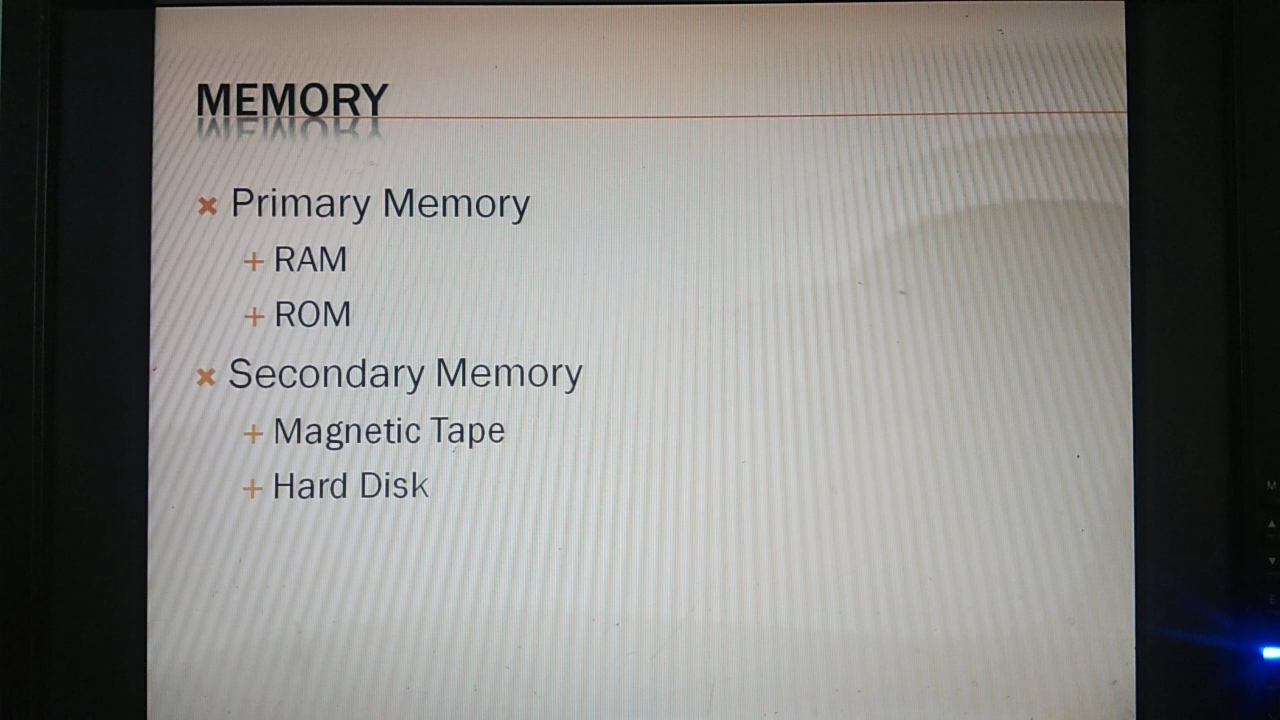 MEMORY
Primary Memory
RAM
ROM
Secondary Memory
Magnetic Tape
Hard Disk
M